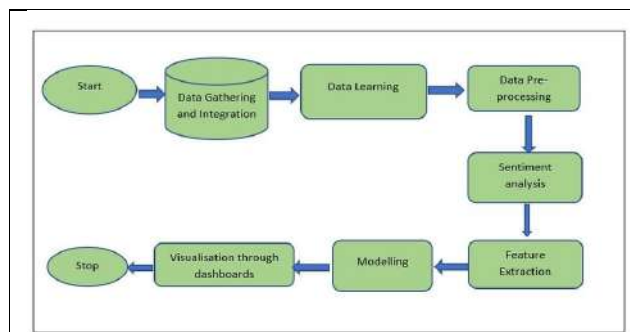 Start
Data Gathering
and Integration
Data Learning
Data Pre-
processing
Sentiment
analysis
Feature
Extraction
Modelling
Visualisation through
dashboards
Stop